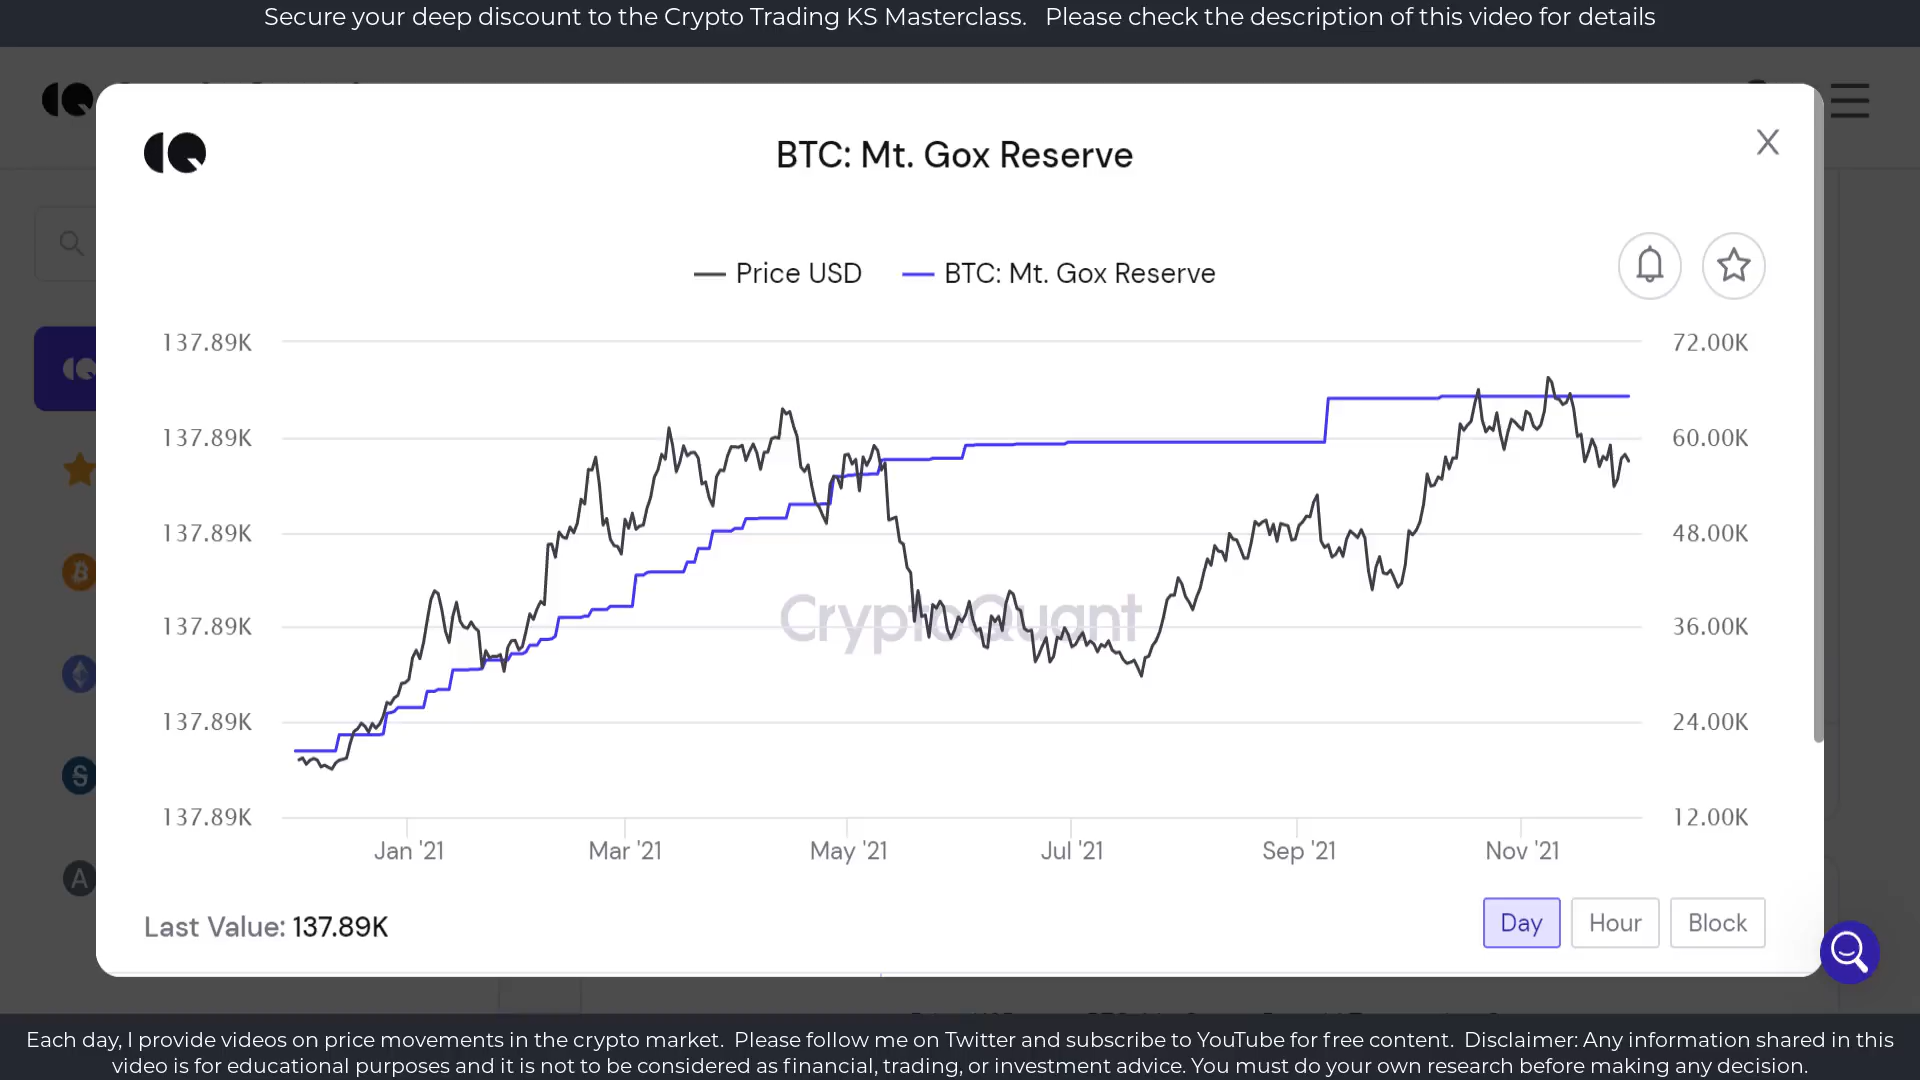 Secure your deep discount to the Crypto Trading KS Masterclass. Please check the description of this video for details
BTC: Mt. Gox Reserve
X
Price USD BTC: Mt. Gox Reserve
137.89K 72.00K
137.89K 60.00K
137.89K 48.00K
CryptoQuant
137.89K 36.00K
137.89K 24.00K
137.89K 12.00K
Jan '21 Mar '21 May '21 Jul '21 Sep '21 Nov '21
Last Value: 137.89K
Day Hour Block
Each day, I provide videos on price movements in the crypto market. Please follow me on Twitter and subscribe to YouTube for free content. Disclaimer: Any information shared in this
video is for educational purposes and it is not to be considered as financial, trading, or investment advice. You must do your own research before making any decision.